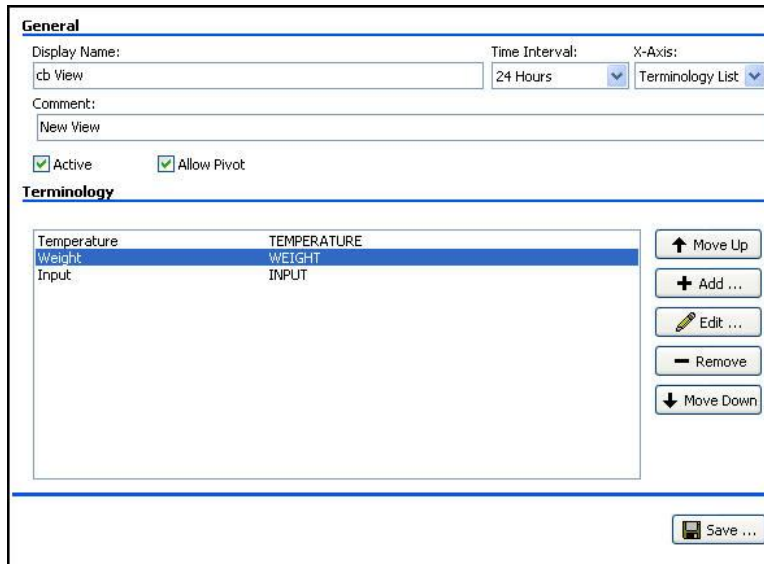 General
Display Name: Time Interval: X-Axis:
cb View 24 Hours Terminology List
Comment:
New View
Active Allow Pivot
Terminology
Temperature TEMPERATURE
Weight WEIGHT
Input INPUT
Move Up
Add ...
Edit ...
Remove
Move Down
Save ...